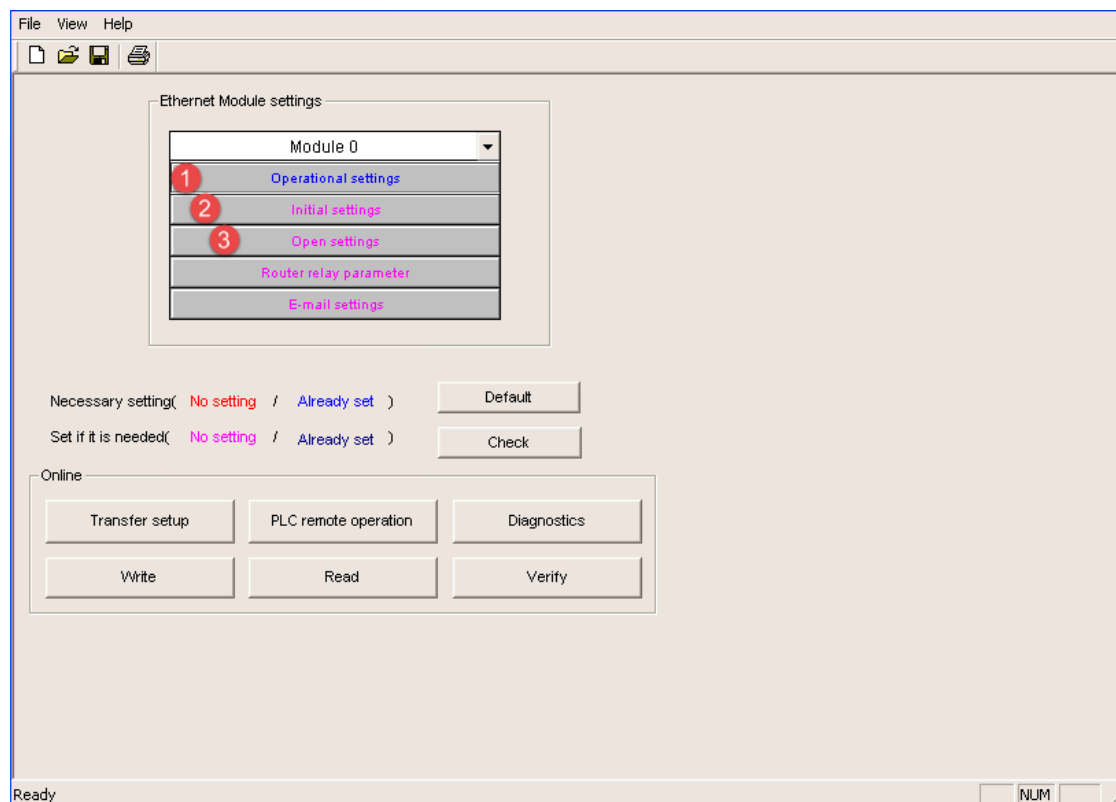 File View Help
Ethernet Module settings
Module 0
1 Operational settings
2 Initial settings
3 Open settings
Router relay parameter
E-mail settings
Necessary setting( No setting / Already set )
Default
Set if it is needed( No setting / Already set )
Check
Online
Transfer setup PLC remote operation Diagnostics
Write Read Verify
Ready NUM